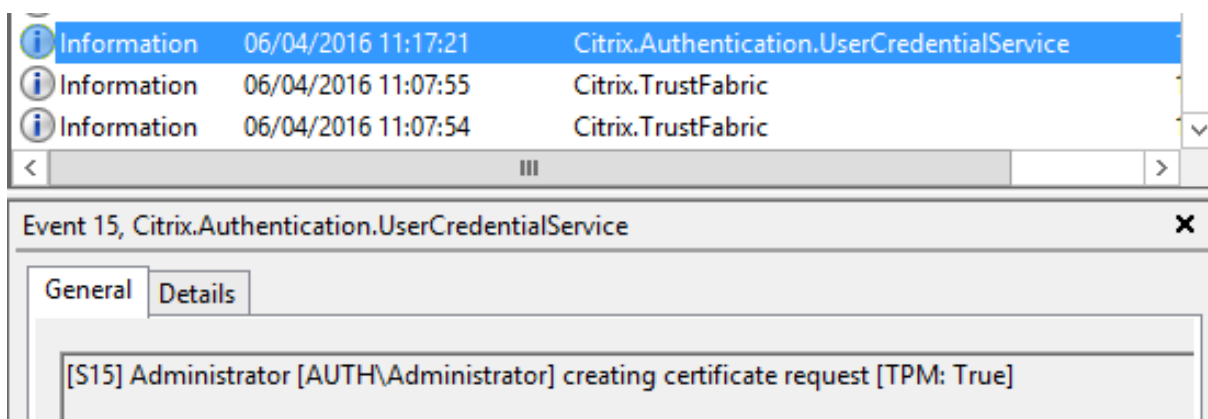 Information 06/04/2016 11:17:21 Citrix.Authentication.UserCredentialService
Information 06/04/2016 11:07:55 Citrix.TrustFabric
Information 06/04/2016 11:07:54 Citrix.TrustFabric
Event 15, Citrix.Authentication.UserCredentialService
General Details
[S15] Administrator [AUTH\Administrator] creating certificate request [TPM: True]